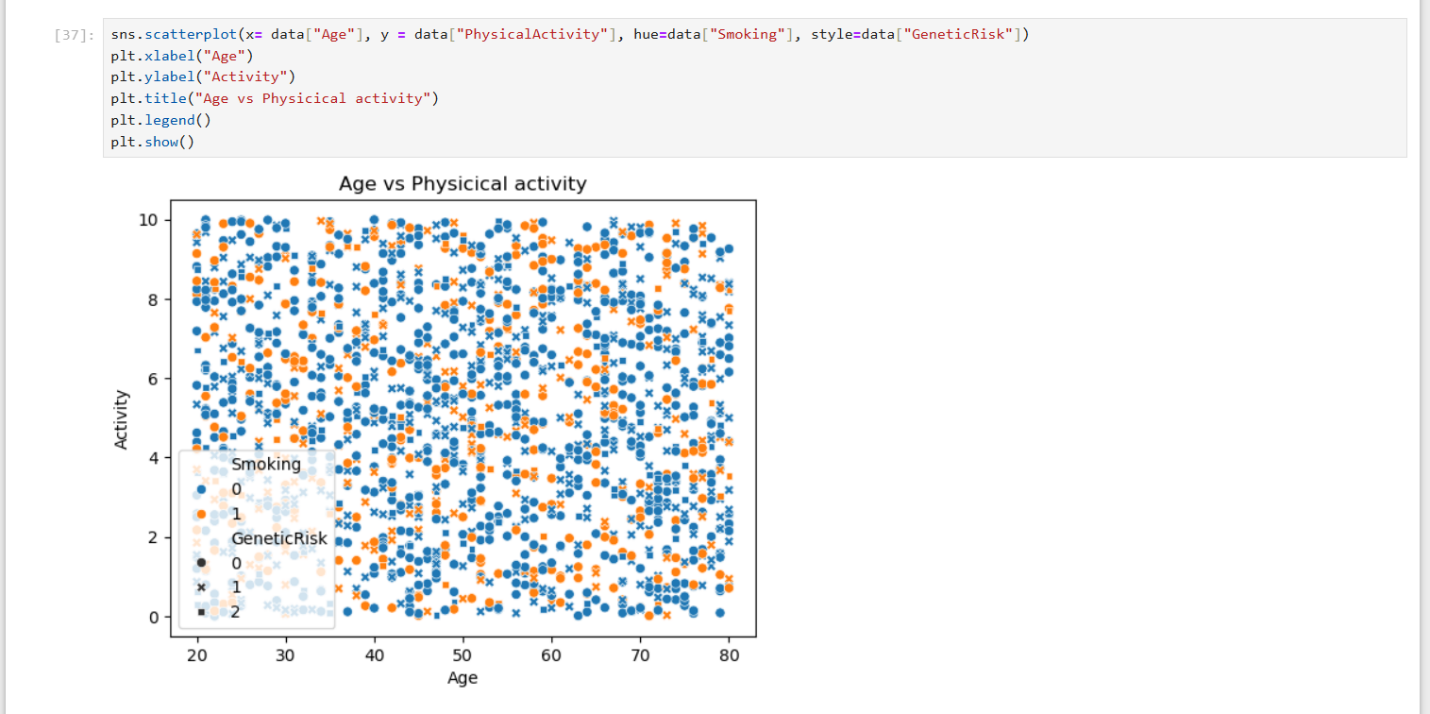 [37]: sns.scatterplot(x= data["Age"], y = data["PhysicalActivity"], hue=data["Smoking"], style=data["GeneticRisk"])
plt.xlabel("Age")
plt.ylabel("Activity")
plt.title("Age vs Physicical activity")
plt.legend()
plt.show()
Age vs Physicical activity
10
8
6
4
2
0
Activity
Smoking
0
1
GeneticRisk
0
1
2
20 30 40 50 60 70 80
Age